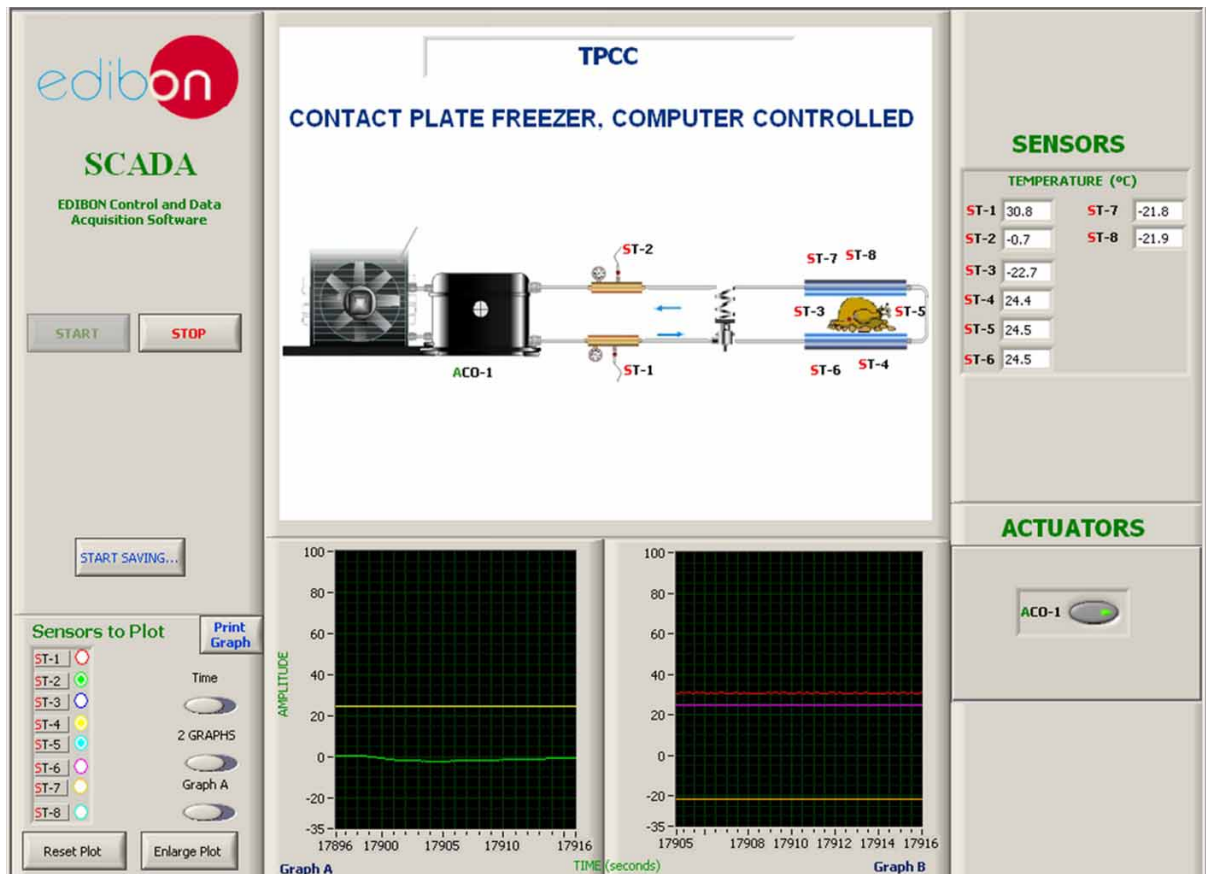 edibon
SCADA
EDIBON Control and Data
Acquisition Software
START
STOP
START SAVING...
Sensors to Plot
Print
Graph
ST-1
ST-2
ST-3
ST-4
ST-5
ST-6
ST-7
ST-8
Time
2 GRAPHS
Graph A
Reset Plot
Enlarge Plot
TPCC
CONTACT PLATE FREEZER, COMPUTER CONTROLLED
ST-2
ST-7 ST-8
ST-3
ST-5
ACO-1
ST-1
ST-6
ST-4
AMPLITUDE
100
80
60
40
20
0
-20
-35
17896 17900 17905 17910 17916
Graph A
TIME (seconds)
100
80
60
40
20
0
-20
-35
17905 17908 17910 17912 17914 17916
Graph B
SENSORS
TEMPERATURE (ºC)
ST-1 30.8 ST-7 -21.8
ST-2 -0.7 ST-8 -21.9
ST-3 -22.7
ST-4 24.4
ST-5 24.5
ST-6 24.5
ACTUATORS
ACO-1